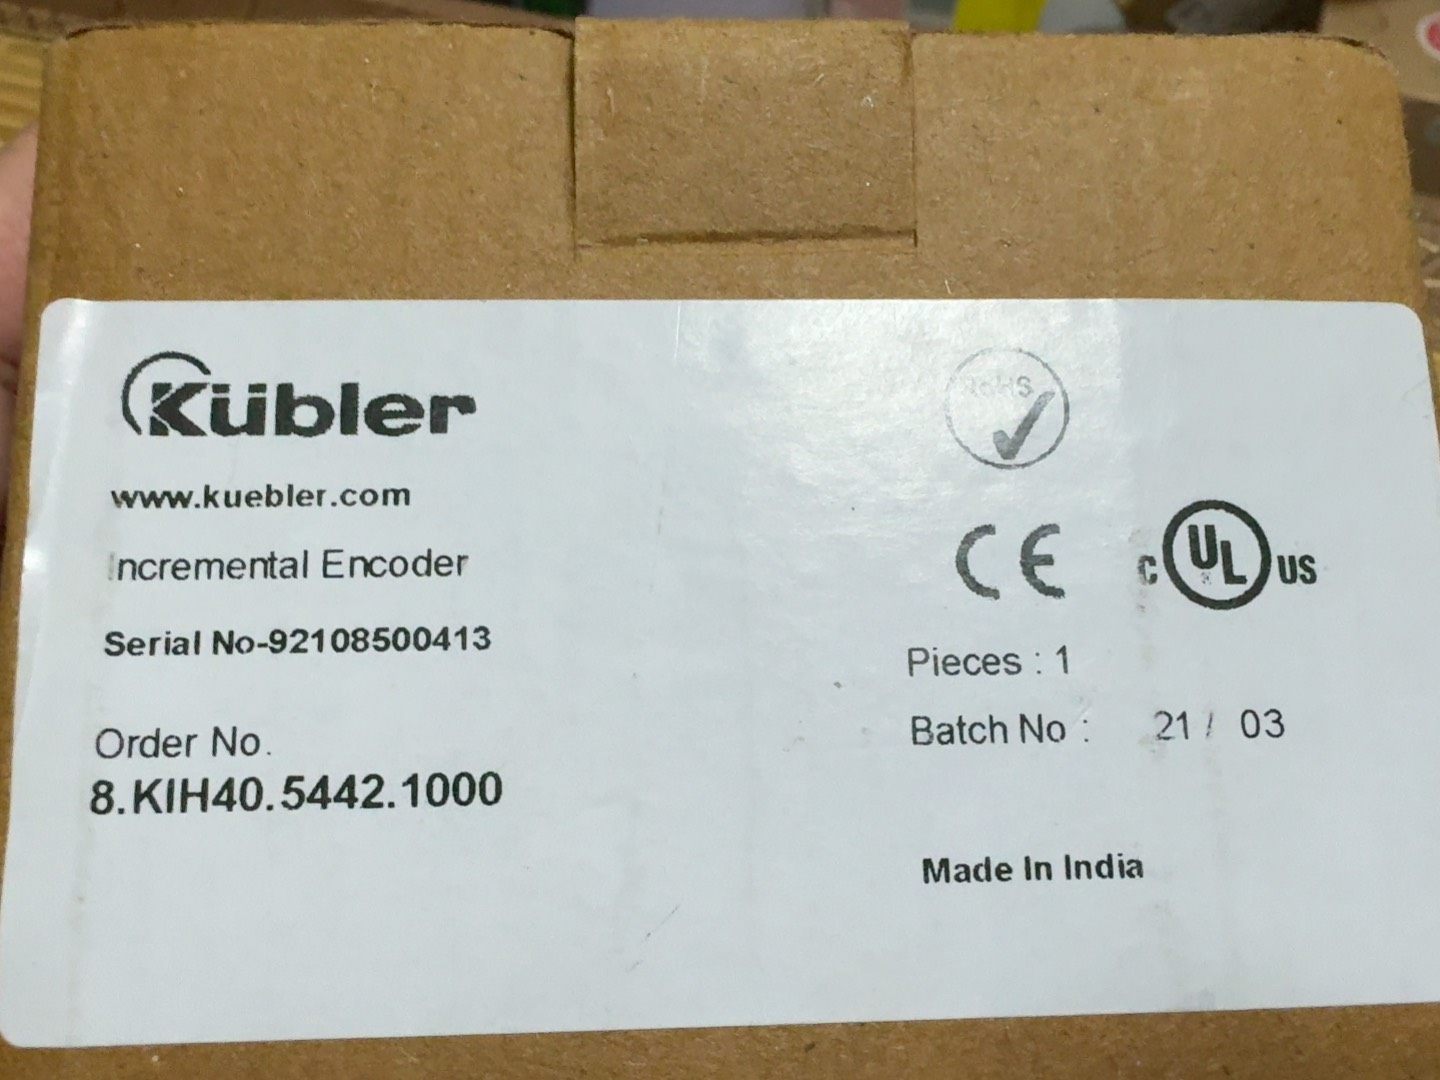 Kübler
www.kuebler.com
Incremental Encoder
Serial No-92108500413
Order No.
8.KIH40.5442.1000
RoHS
CE
C UL US
Pieces : 1
Batch No : 21 / 03
Made In India